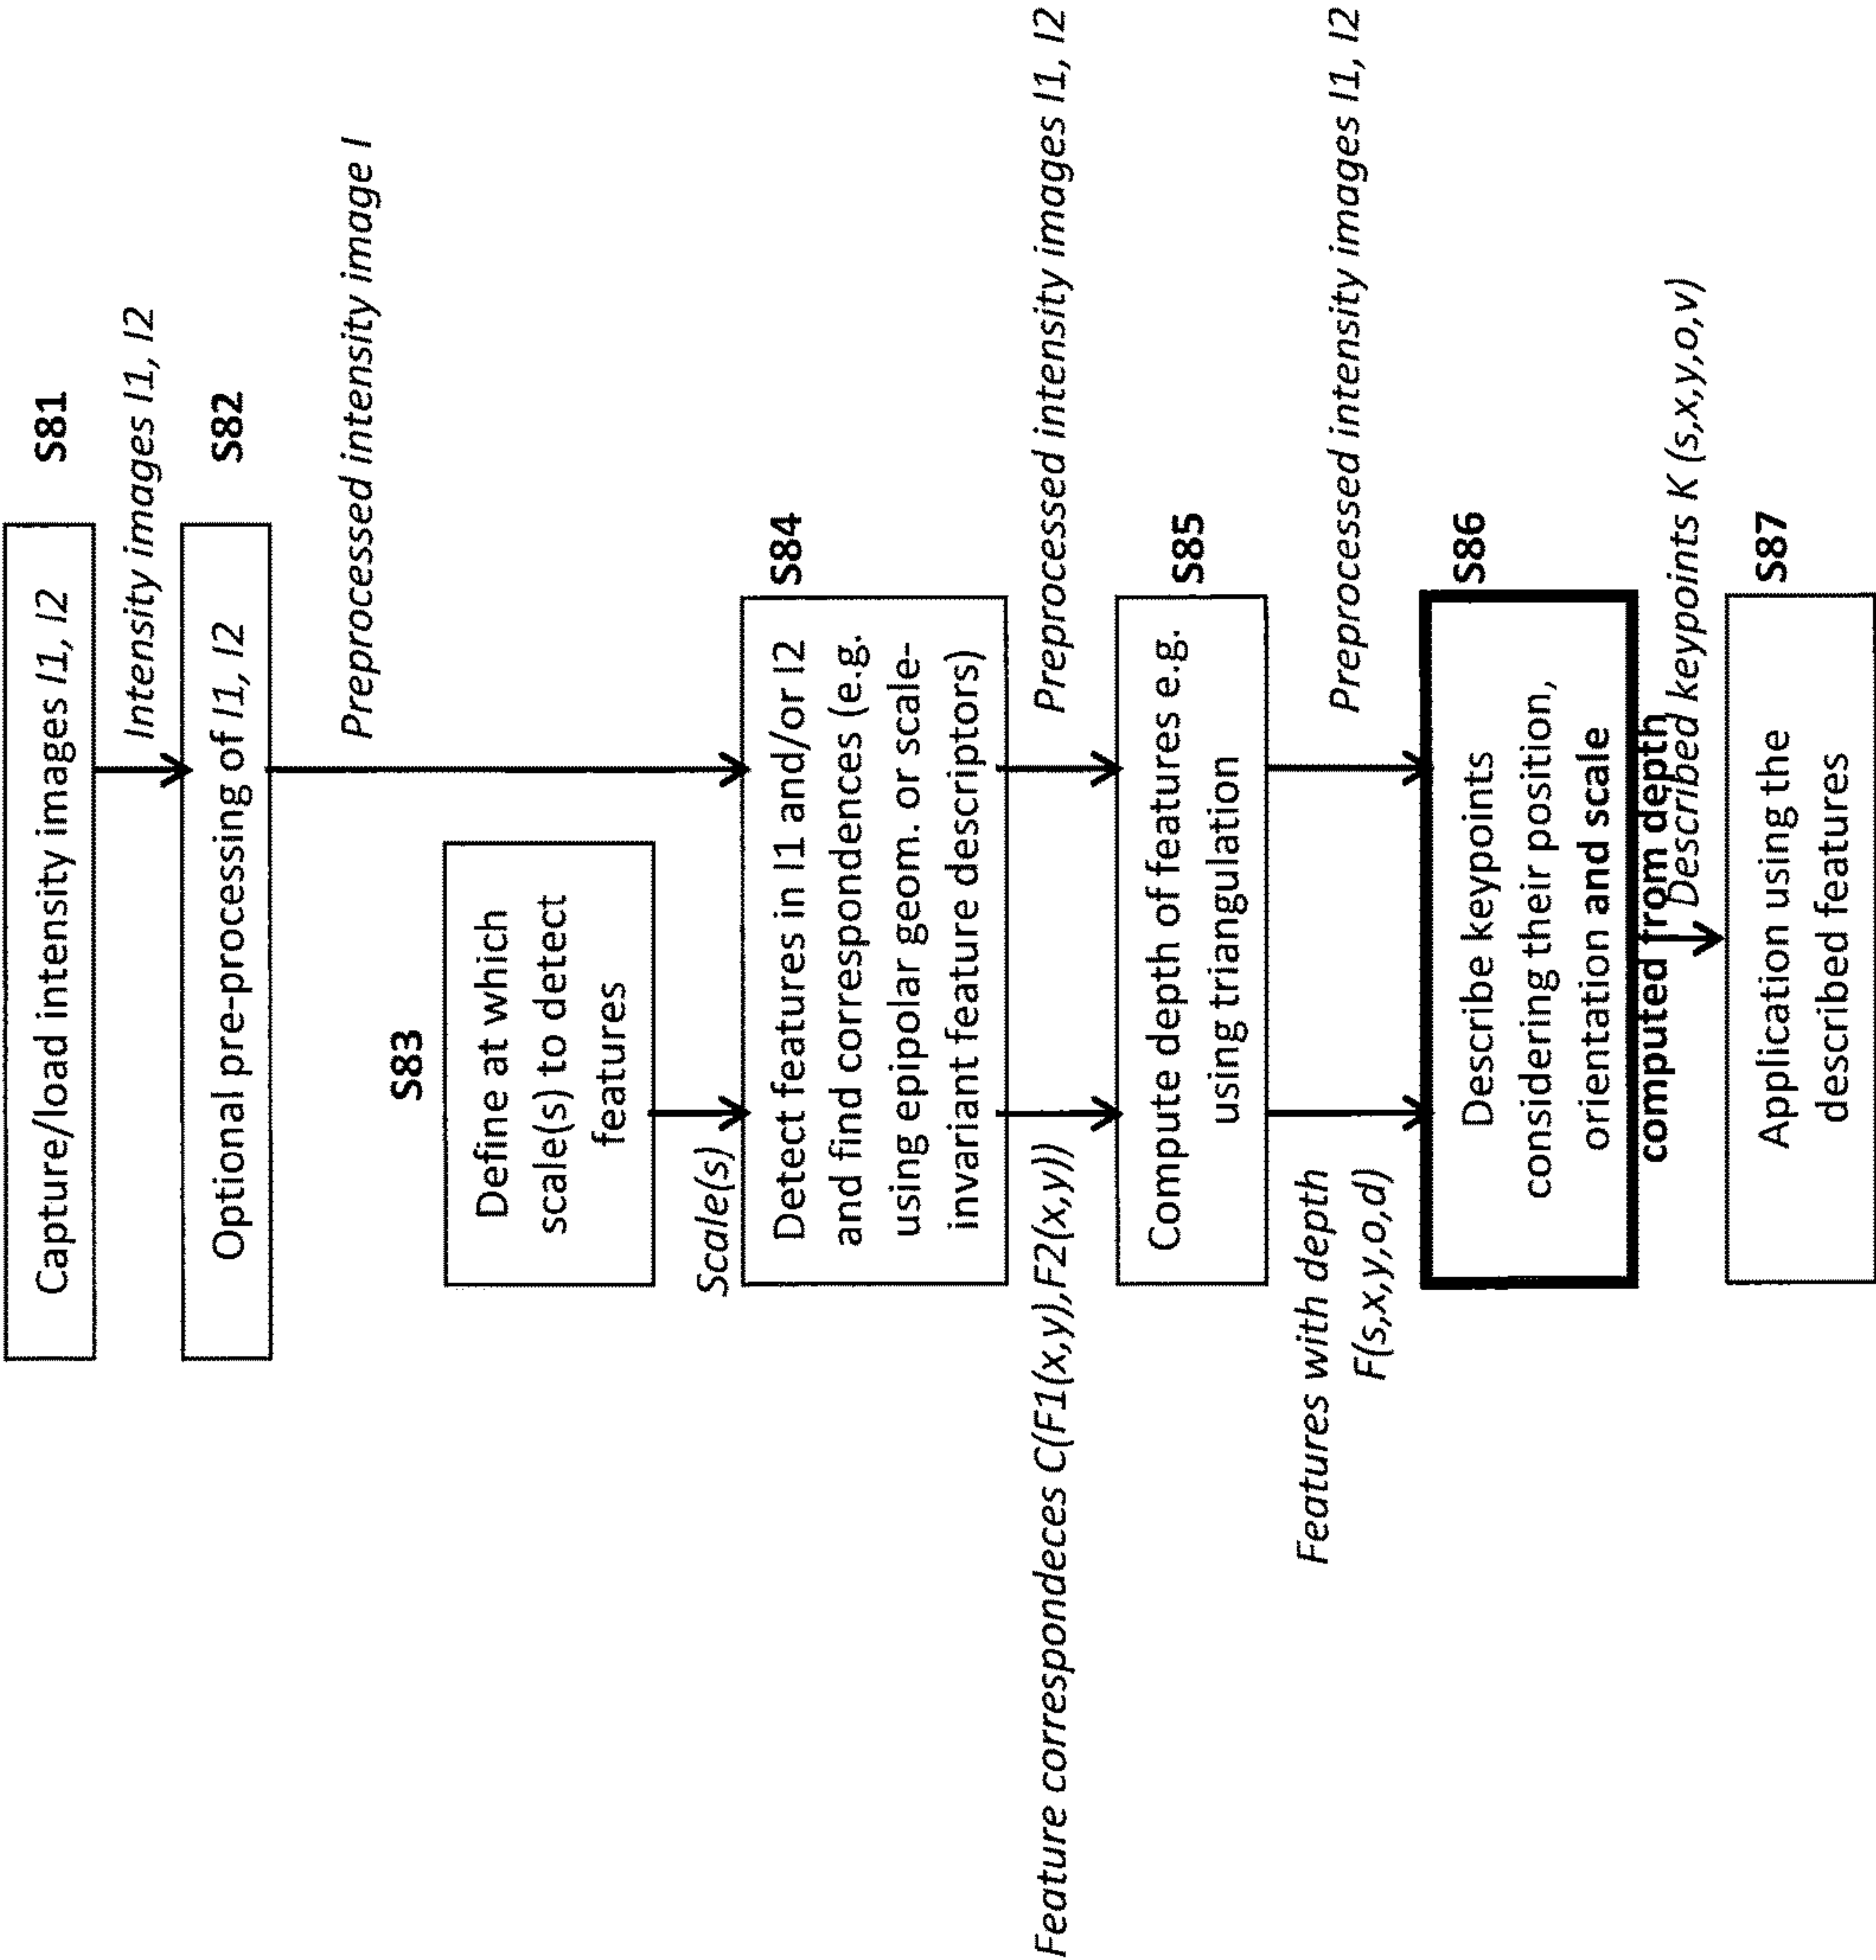 Capture/load intensity images I1, I2
S81
Intensity images I1, I2
Optional pre-processing of I1, I2
S82
Preprocessed intensity image I
S83
Define at which
scale(s) to detect
features
Scale(s)
Detect features in I1 and/or I2
and find correspondences (e.g.
using epipolar geom. or scale-
invariant feature descriptors)
S84
Feature correspondeces C(F1(x,y),F2(x,y))
Preprocessed intensity images I1, I2
Compute depth of features e.g.
using triangulation
S85
Features with depth
F(s,x,y,o,d)
Preprocessed intensity images I1, I2
Describe keypoints
considering their position,
orientation and scale
computed from depth
S86
Described keypoints K (s,x,y,o,v)
Application using the
described features
S87